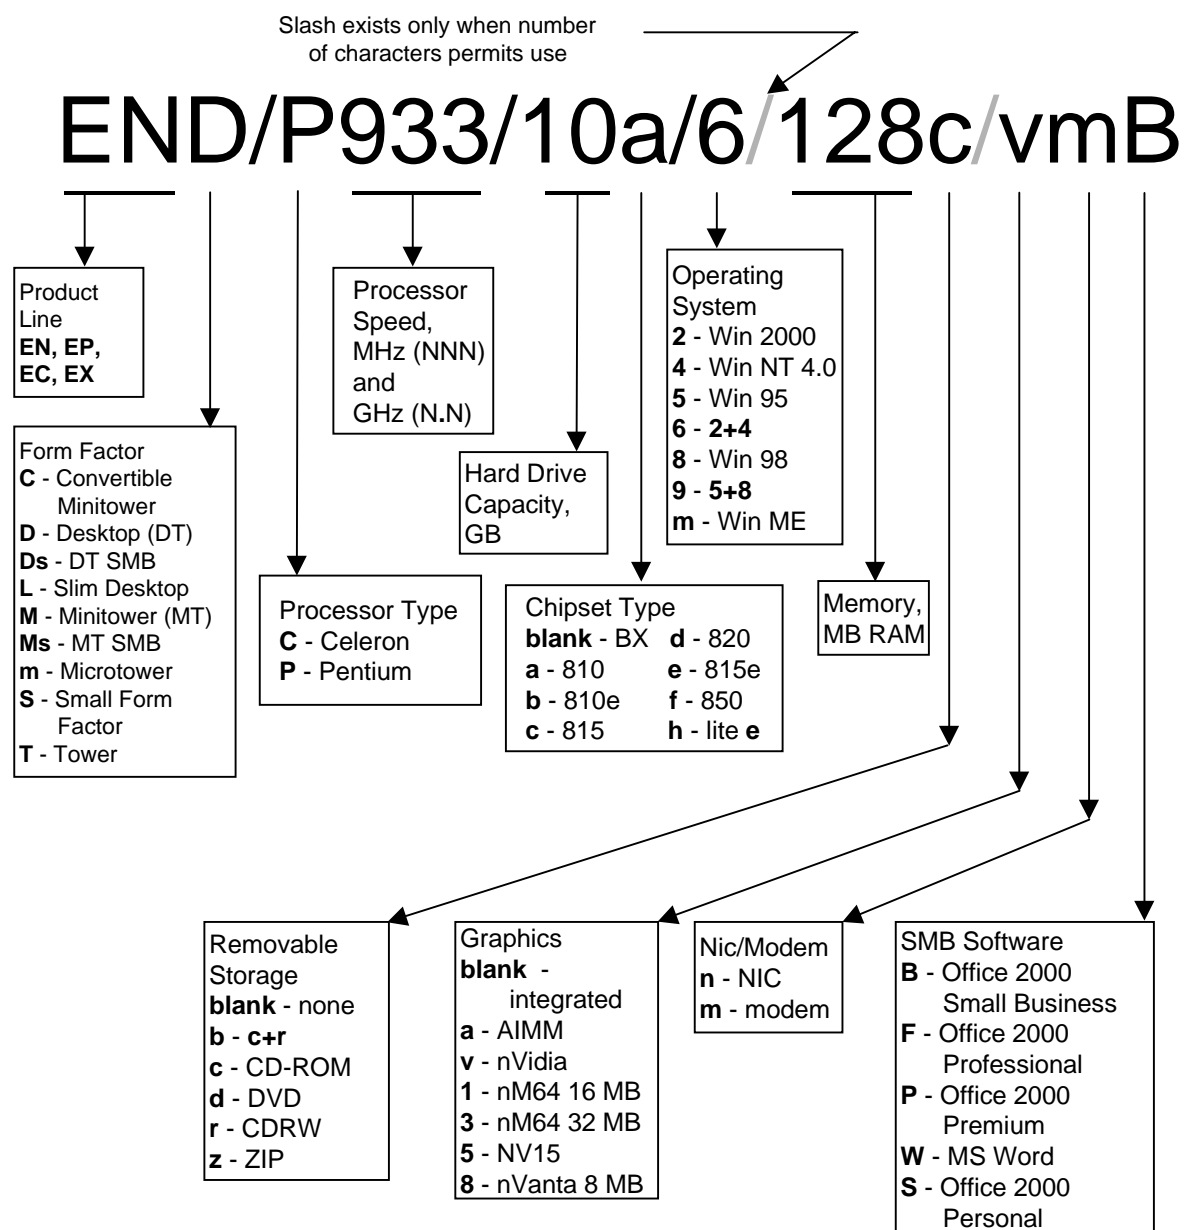 Slash exists only when number
of characters permits use
END/P933/10a/6/128c/vmB
Product
Line
EN, EP,
EC, EX
Processor
Speed,
MHz (NNN)
and
GHz (N.N)
Operating
System
2 - Win 2000
4 - Win NT 4.0
5 - Win 95
6 - 2+4
8 - Win 98
9 - 5+8
m - Win ME
Form Factor
C - Convertible
Minitower
D - Desktop (DT)
Ds - DT SMB
L - Slim Desktop
M - Minitower (MT)
Ms - MT SMB
m - Microtower
S - Small Form
Factor
T - Tower
Hard Drive
Capacity,
GB
Processor Type
C - Celeron
P - Pentium
Chipset Type
blank - BX d - 820
a - 810 e - 815e
b - 810e f - 850
c - 815 h - lite e
Memory,
MB RAM
Removable
Storage
blank - none
b - c+r
c - CD-ROM
d - DVD
r - CDRW
z - ZIP
Graphics
blank -
integrated
a - AIMM
v - nVidia
1 - nM64 16 MB
3 - nM64 32 MB
5 - NV15
8 - nVanta 8 MB
Nic/Modem
n - NIC
m - modem
SMB Software
B - Office 2000
Small Business
F - Office 2000
Professional
P - Office 2000
Premium
W - MS Word
S - Office 2000
Personal